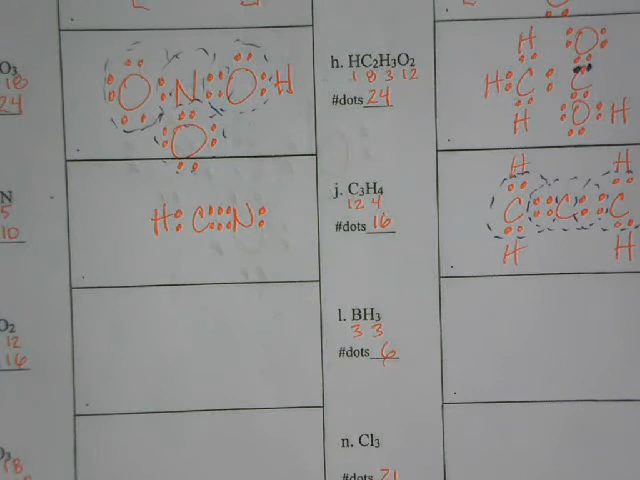 O3
18
24
O N O H
O
h. HC2H3O2
1 8 3 12
#dots 24
H O
H C C
H O H
N
5
10
H C N
j. C3H4
12 4
#dots 16
H H
C C C
H H
O2
12
16
l. BH3
3 3
#dots 6
O3
18
n. Cl3
#dots 21